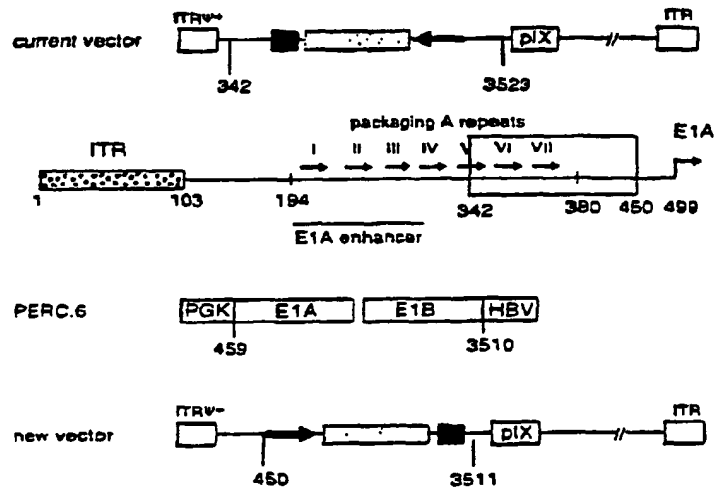 ITRΨ+ ITR
current vector pIX
342 3523
packaging A repeats
I II III IV V VI VII E1A
ITR
1 103 194 342 380 450 499
E1A enhancer
PERC.6 PGK E1A E1B HBV
459 3510
ITRΨ+ ITR
new vector pIX
450 3511